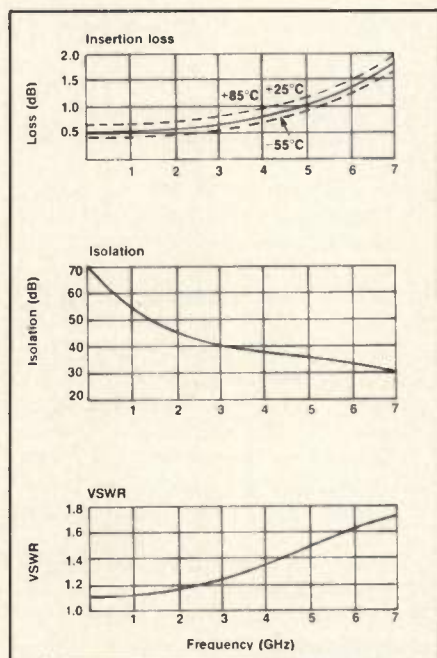 Insertion loss
Loss (dB)
2.0
1.5
1.0
0.5
+85°C
+25°C
-55°C
1 2 3 4 5 6 7
Isolation
Isolation (dB)
70
60
50
40
30
20
1 2 3 4 5 6 7
VSWR
VSWR
1.8
1.6
1.4
1.2
1.0
1 2 3 4 5 6 7
Frequency (GHz)